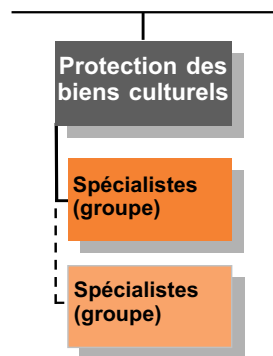 Protection des
biens culturels
Spécialistes
(groupe)
Spécialistes
(groupe)